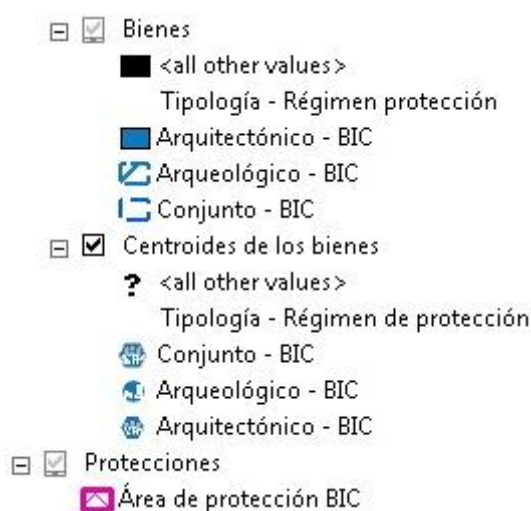 Bienes
<all other values>
Tipología - Régimen protección
Arquitectónico - BIC
Arqueológico - BIC
Conjunto - BIC
Centroides de los bienes
? <all other values>
Tipología - Régimen de protección
Conjunto - BIC
Arqueológico - BIC
Arquitectónico - BIC
Protecciones
Área de protección BIC